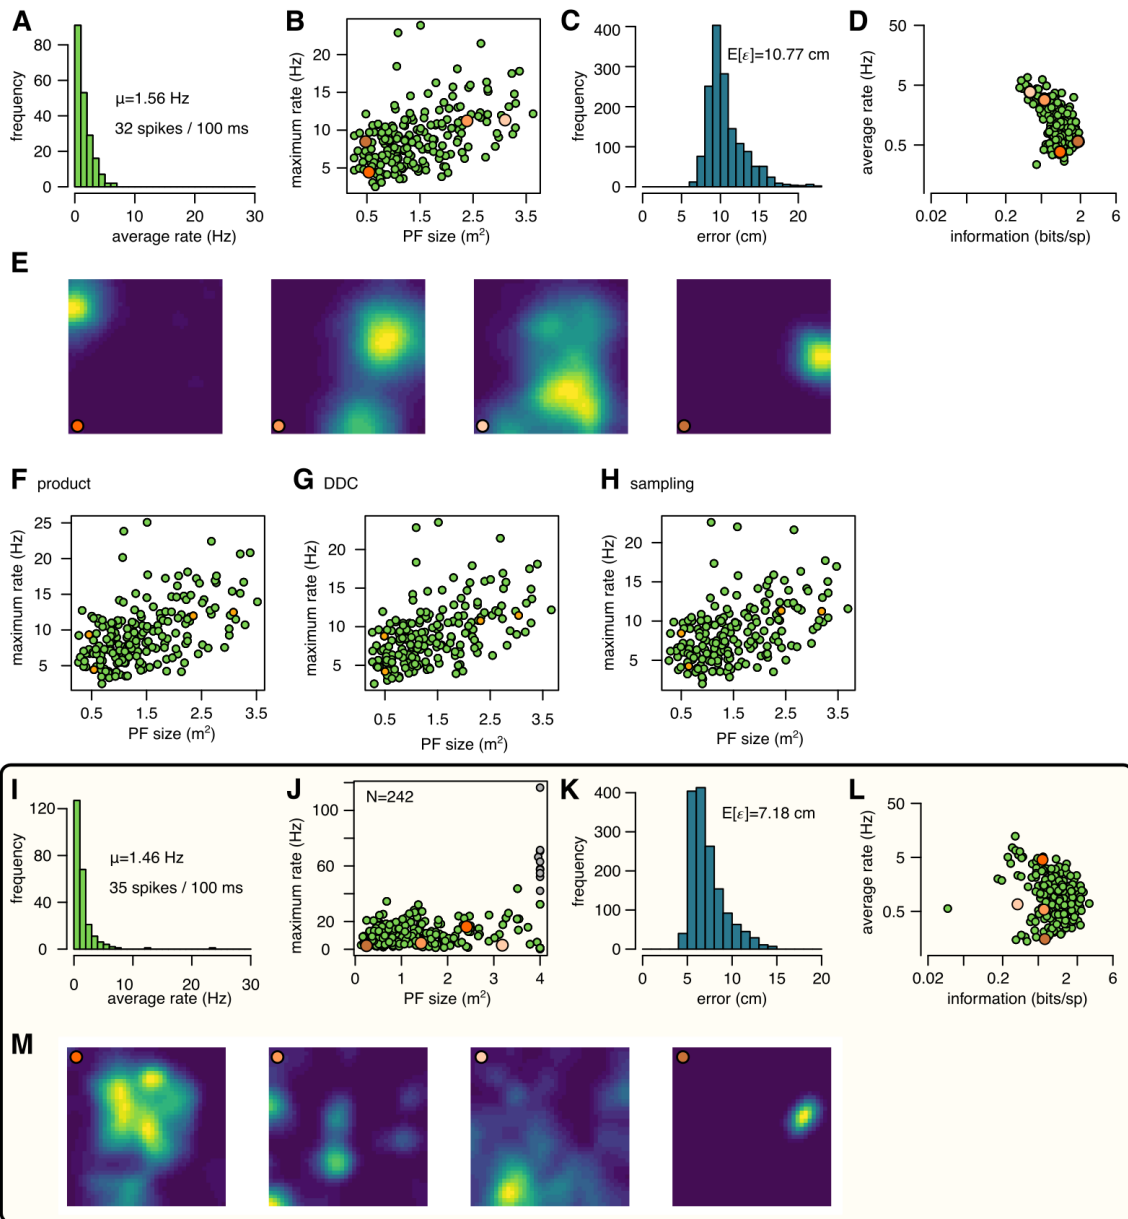 A
B
C
D
frequency
80
60
40
20
0
μ=1.56 Hz
32 spikes / 100 ms
0 10 20 30
average rate (Hz)
maximum rate (Hz)
20
15
10
5
0.5 1.5 2.5 3.5
PF size (m²)
frequency
400
300
200
100
0
E[ε]=10.77 cm
0 5 10 15 20
error (cm)
average rate (Hz)
50
5
0.5
0.02 0.2 2 6
information (bits/sp)
E
F product
G DDC
H sampling
maximum rate (Hz)
25
20
15
10
5
0.5 1.5 2.5 3.5
PF size (m²)
maximum rate (Hz)
20
15
10
5
0.5 1.5 2.5 3.5
PF size (m²)
maximum rate (Hz)
20
15
10
5
0.5 1.5 2.5 3.5
PF size (m²)
I
J
K
L
frequency
120
80
40
0
μ=1.46 Hz
35 spikes / 100 ms
0 10 20 30
average rate (Hz)
maximum rate (Hz)
100
60
20
0
N=242
0 1 2 3 4
PF size (m²)
frequency
400
300
200
100
0
E[ε]=7.18 cm
0 5 10 15 20
error (cm)
average rate (Hz)
50
5
0.5
0.02 0.2 2 6
information (bits/sp)
M